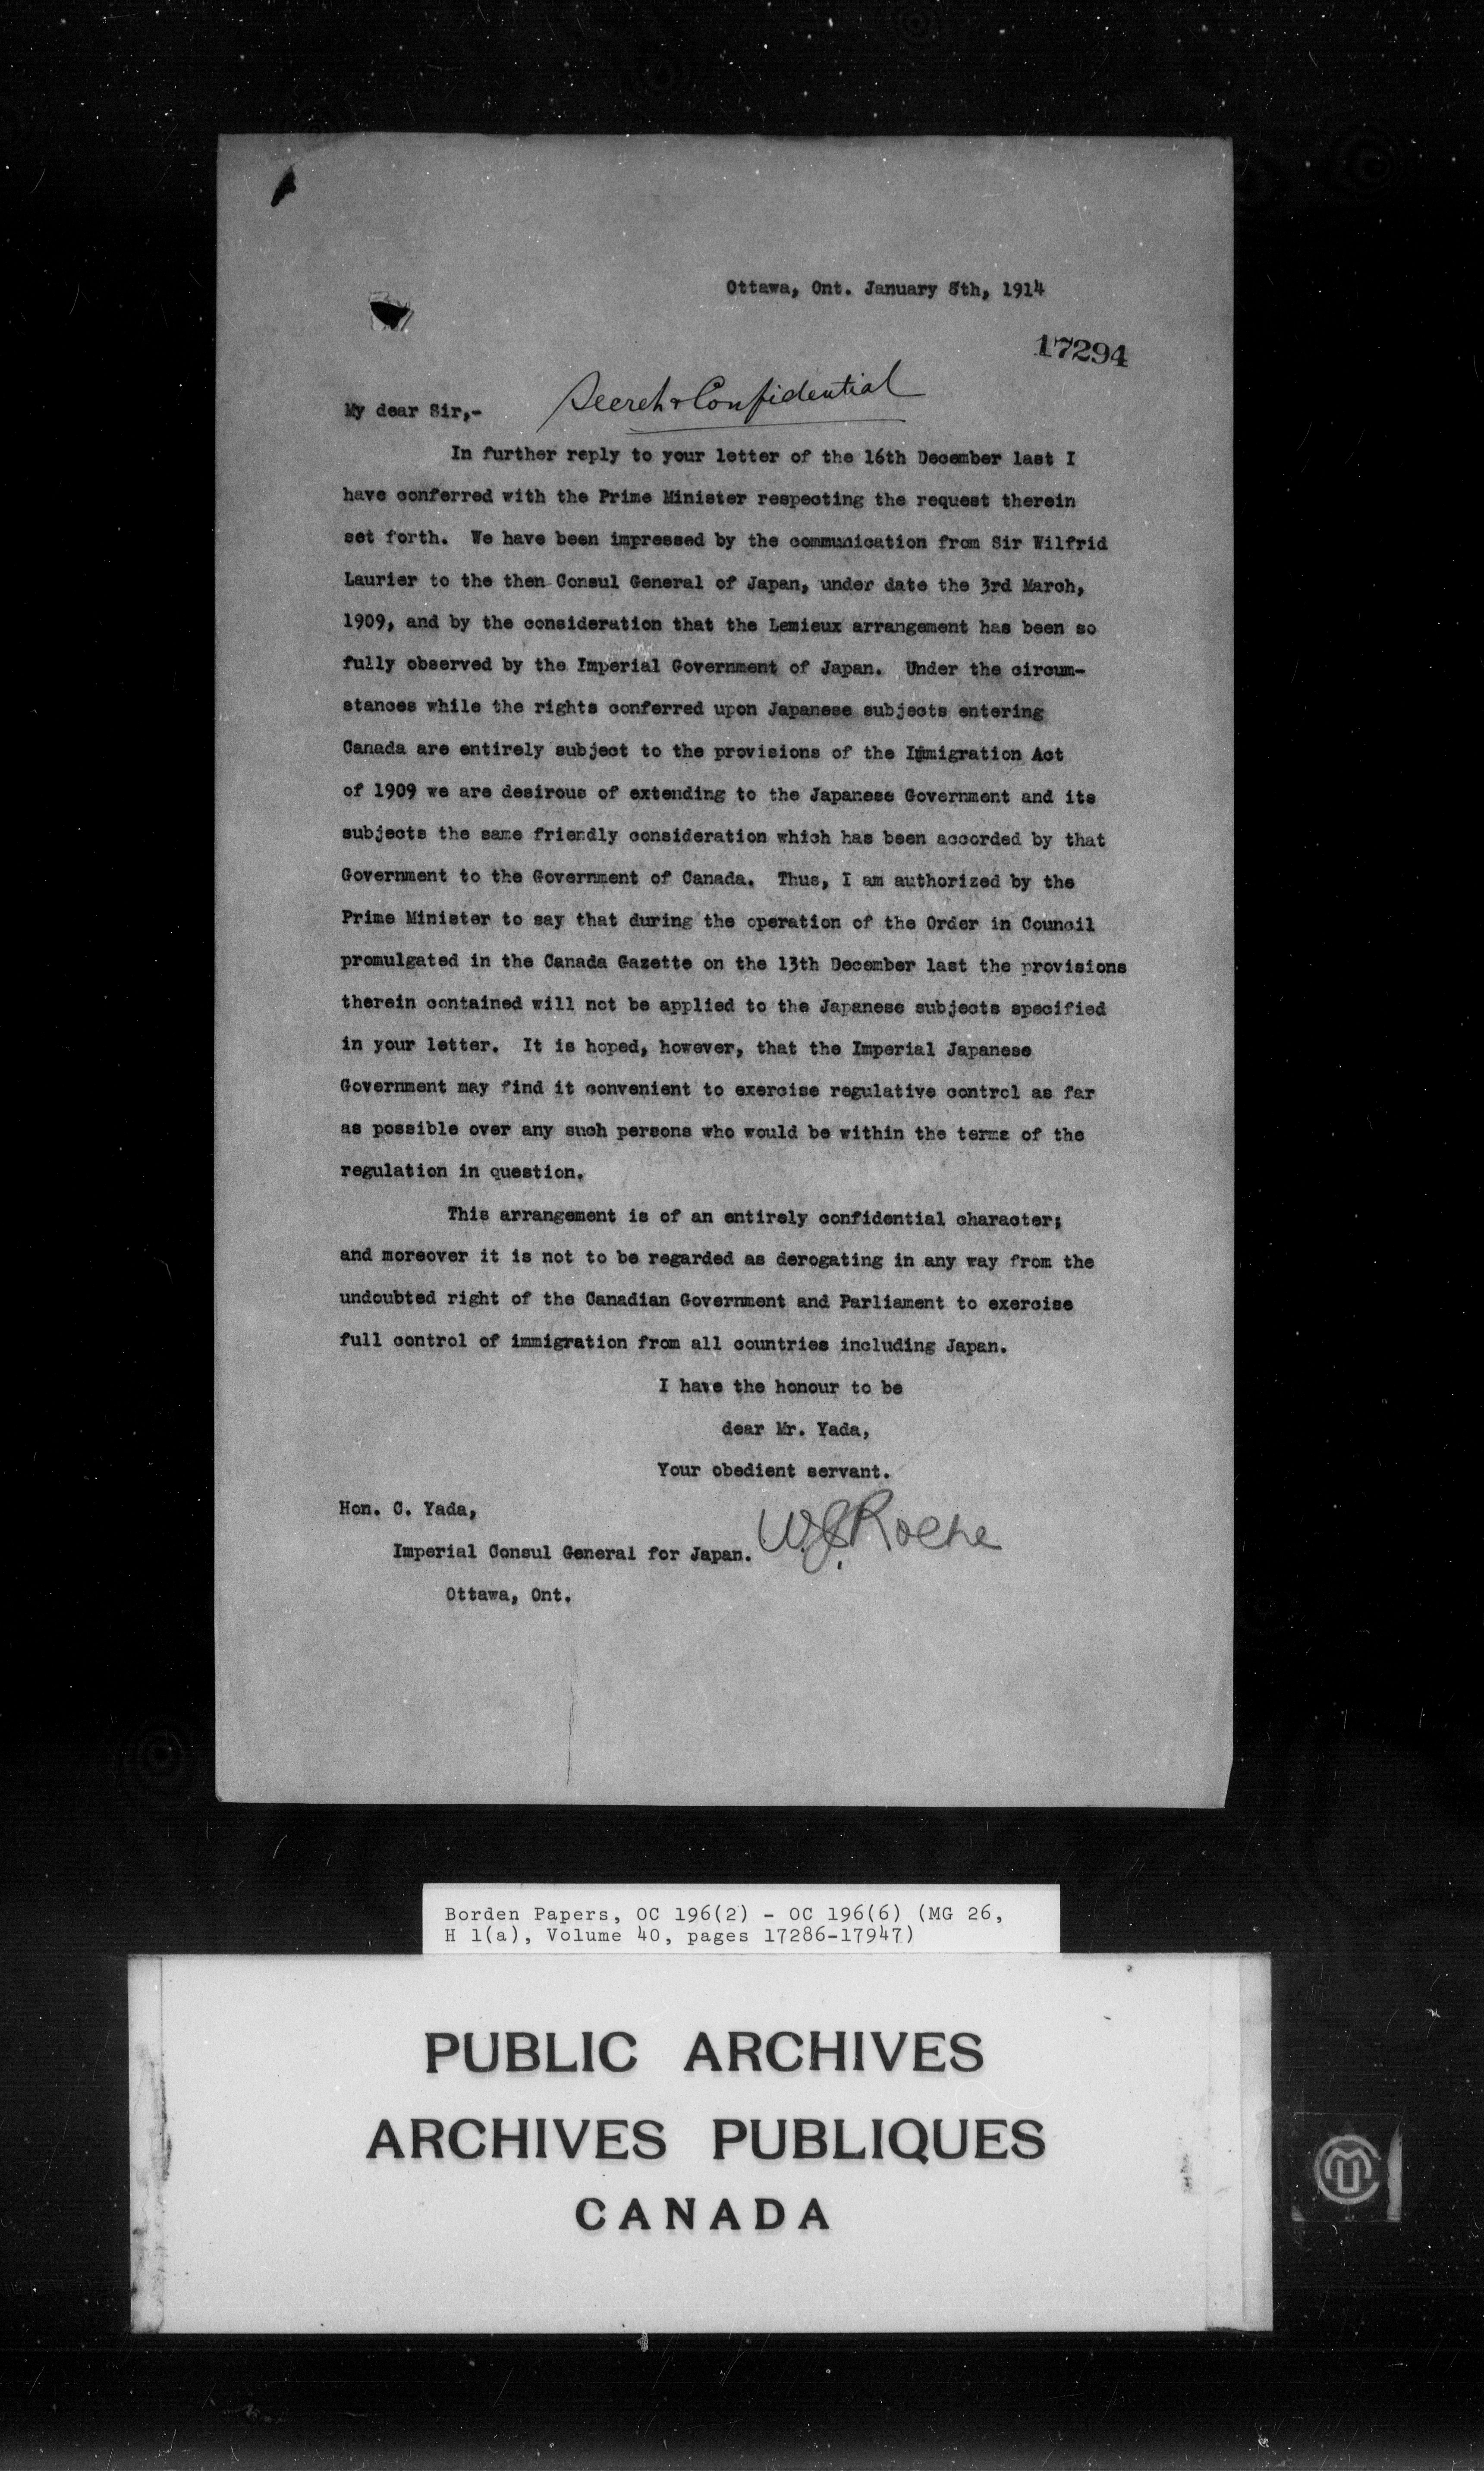 Ottawa, Ont. January 8th, 1914
17294
Secret & Confidential
My dear Sir,-
In further reply to your letter of the 16th December last I
have conferred with the Prime Minister respecting the request therein
set forth. We have been impressed by the communication from Sir Wilfrid
Laurier to the then Consul General of Japan, under date the 3rd March,
1909, and by the consideration that the Lemieux arrangement has been so
fully observed by the Imperial Government of Japan. Under the circum-
stances while the rights conferred upon Japanese subjects entering
Canada are entirely subject to the provisions of the Immigration Act
of 1909 we are desirous of extending to the Japanese Government and its
subjects the same friendly consideration which has been accorded by that
Government to the Government of Canada. Thus, I am authorized by the
Prime Minister to say that during the operation of the Order in Council
promulgated in the Canada Gazette on the 13th December last the provisions
therein contained will not be applied to the Japanese subjects specified
in your letter. It is hoped, however, that the Imperial Japanese
Government may find it convenient to exercise regulative control as far
as possible over any such persons who would be within the terms of the
regulation in question.
This arrangement is of an entirely confidential character;
and moreover it is not to be regarded as derogating in any way from the
undoubted right of the Canadian Government and Parliament to exercise
full control of immigration from all countries including Japan.
I have the honour to be
dear Mr. Yada,
Your obedient servant.
W.J. Roche
Hon. C. Yada,
Imperial Consul General for Japan.
Ottawa, Ont.
Borden Papers, OC 196(2) - OC 196(6) (MG 26,
H 1(a), Volume 40, pages 17286-17947)
PUBLIC ARCHIVES
ARCHIVES PUBLIQUES
CANADA